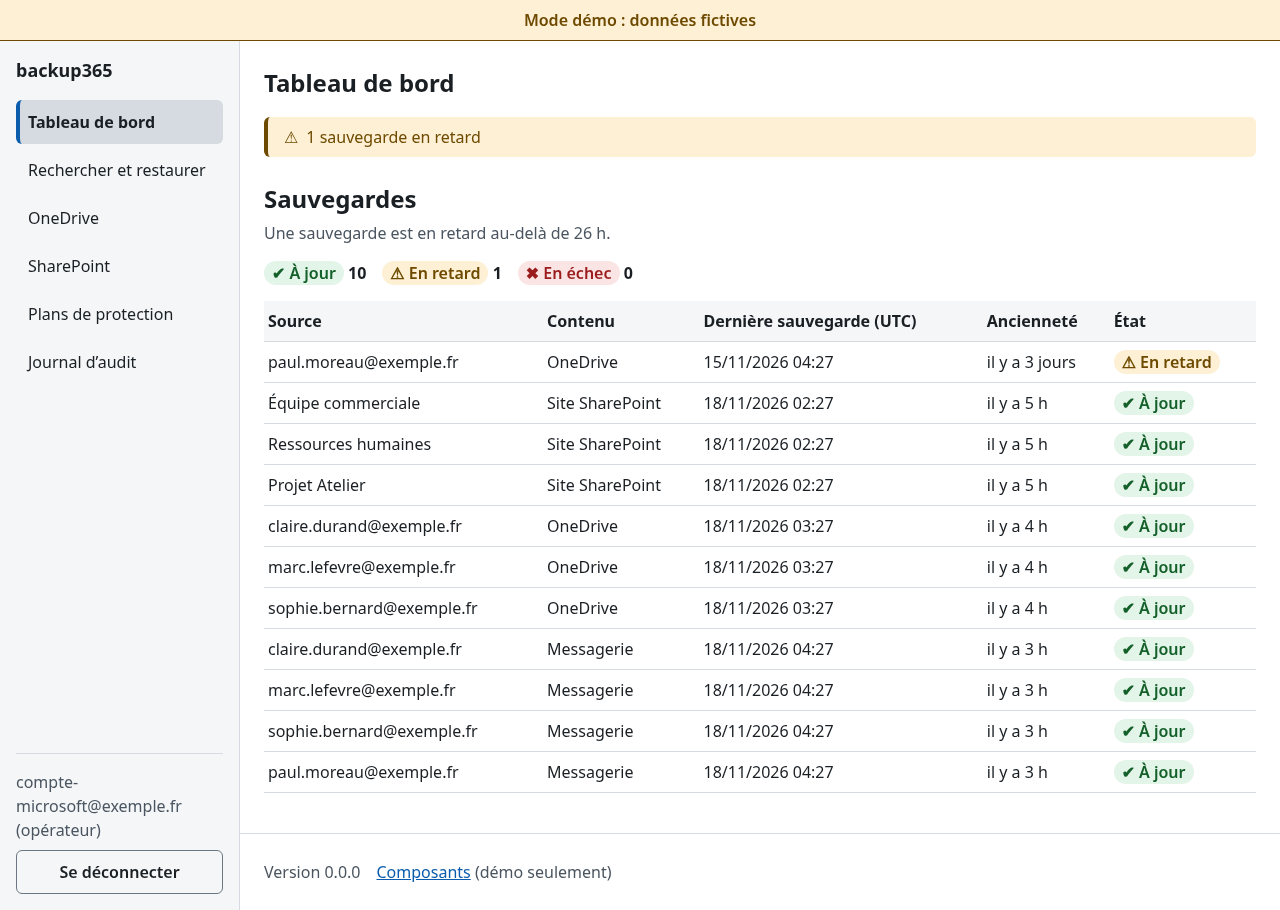 Mode démo : données fictives
backup365
Tableau de bord
Rechercher et restaurer
OneDrive
SharePoint
Plans de protection
Journal d’audit
compte-
microsoft@exemple.fr
(opérateur)
Se déconnecter
Tableau de bord
⚠ 1 sauvegarde en retard
Sauvegardes
Une sauvegarde est en retard au-delà de 26 h.
✔ À jour 10 ⚠ En retard 1 ✖ En échec 0
Source Contenu Dernière sauvegarde (UTC) Ancienneté État
paul.moreau@exemple.fr OneDrive 15/11/2026 04:27 il y a 3 jours ⚠ En retard
Équipe commerciale Site SharePoint 18/11/2026 02:27 il y a 5 h ✔ À jour
Ressources humaines Site SharePoint 18/11/2026 02:27 il y a 5 h ✔ À jour
Projet Atelier Site SharePoint 18/11/2026 02:27 il y a 5 h ✔ À jour
claire.durand@exemple.fr OneDrive 18/11/2026 03:27 il y a 4 h ✔ À jour
marc.lefevre@exemple.fr OneDrive 18/11/2026 03:27 il y a 4 h ✔ À jour
sophie.bernard@exemple.fr OneDrive 18/11/2026 03:27 il y a 4 h ✔ À jour
claire.durand@exemple.fr Messagerie 18/11/2026 04:27 il y a 3 h ✔ À jour
marc.lefevre@exemple.fr Messagerie 18/11/2026 04:27 il y a 3 h ✔ À jour
sophie.bernard@exemple.fr Messagerie 18/11/2026 04:27 il y a 3 h ✔ À jour
paul.moreau@exemple.fr Messagerie 18/11/2026 04:27 il y a 3 h ✔ À jour
Version 0.0.0 Composants (démo seulement)